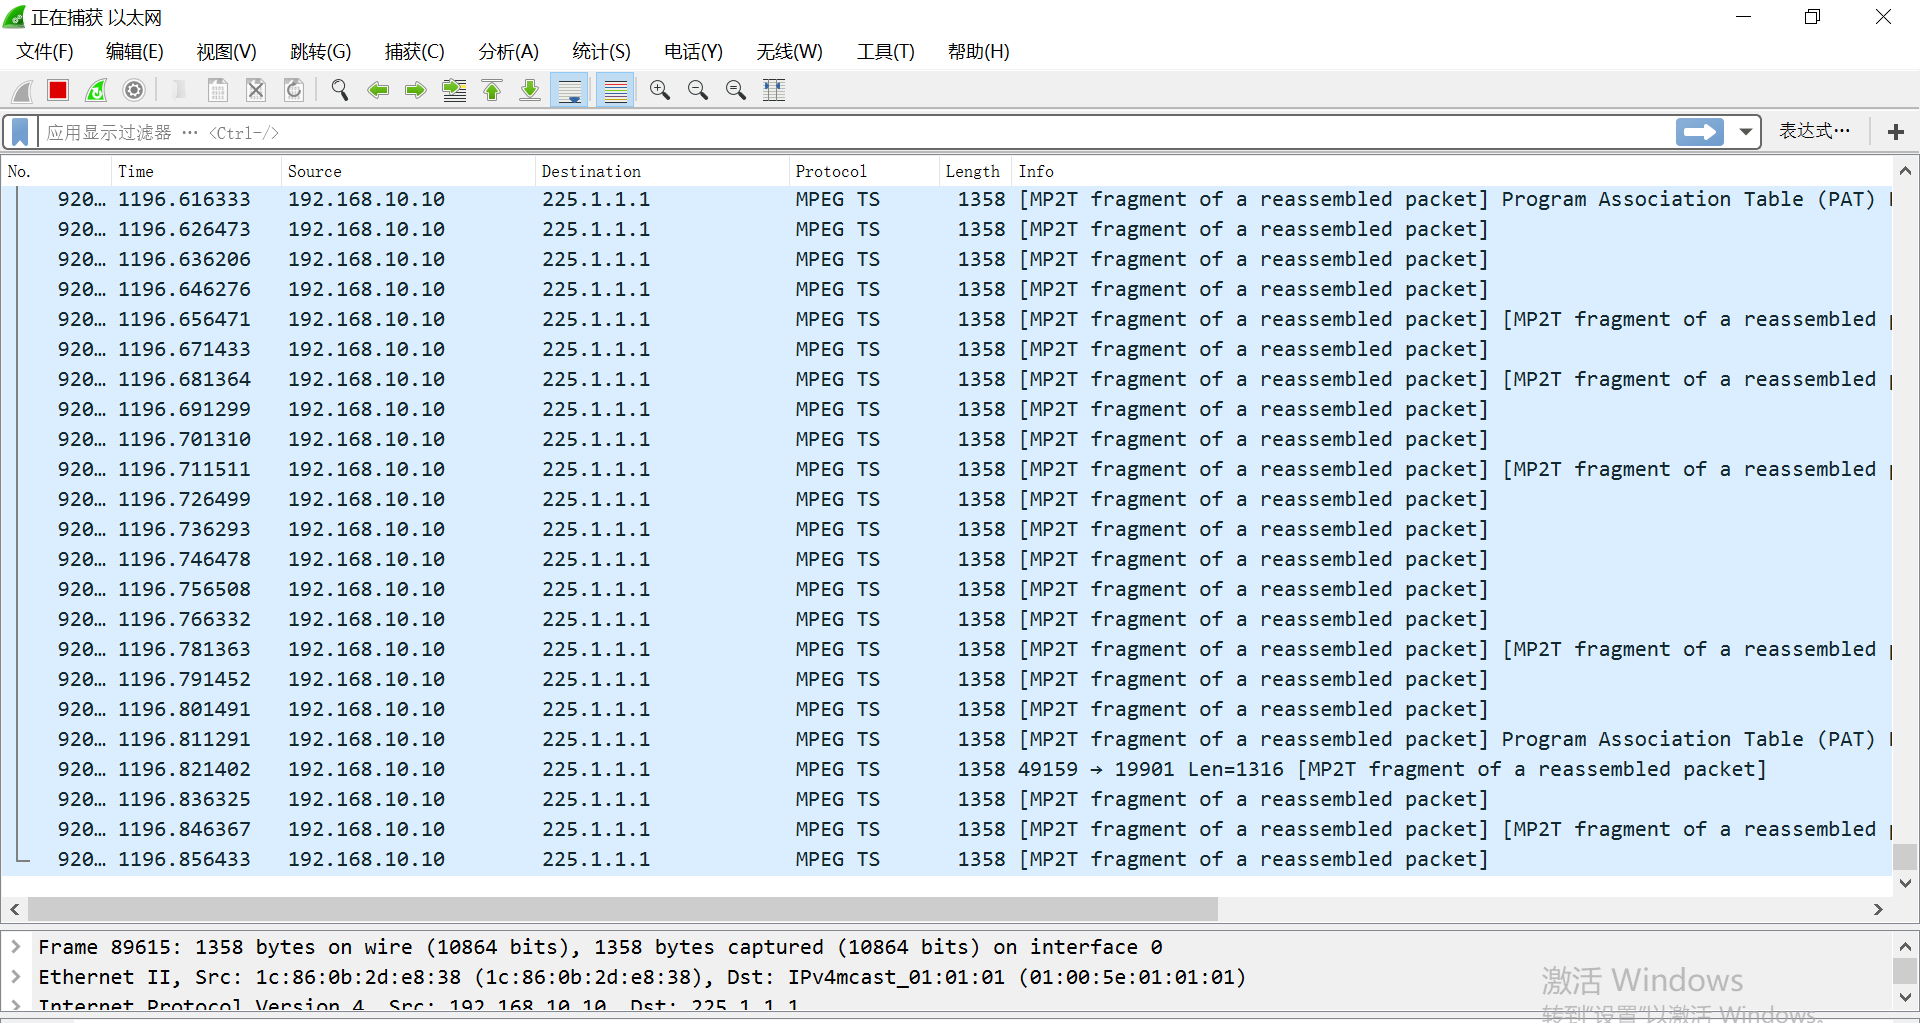 正在捕获 以太网
文件(F) 编辑(E) 视图(V) 跳转(G) 捕获(C) 分析(A) 统计(S) 电话(Y) 无线(W) 工具(T) 帮助(H)
应用显示过滤器 … <Ctrl-/> 表达式…
No. Time Source Destination Protocol Length Info
920… 1196.616333 192.168.10.10 225.1.1.1 MPEG TS 1358 [MP2T fragment of a reassembled packet] Program Association Table (PAT)
920… 1196.626473 192.168.10.10 225.1.1.1 MPEG TS 1358 [MP2T fragment of a reassembled packet]
920… 1196.636206 192.168.10.10 225.1.1.1 MPEG TS 1358 [MP2T fragment of a reassembled packet]
920… 1196.646276 192.168.10.10 225.1.1.1 MPEG TS 1358 [MP2T fragment of a reassembled packet]
920… 1196.656471 192.168.10.10 225.1.1.1 MPEG TS 1358 [MP2T fragment of a reassembled packet] [MP2T fragment of a reassembled
920… 1196.671433 192.168.10.10 225.1.1.1 MPEG TS 1358 [MP2T fragment of a reassembled packet]
920… 1196.681364 192.168.10.10 225.1.1.1 MPEG TS 1358 [MP2T fragment of a reassembled packet] [MP2T fragment of a reassembled
920… 1196.691299 192.168.10.10 225.1.1.1 MPEG TS 1358 [MP2T fragment of a reassembled packet]
920… 1196.701310 192.168.10.10 225.1.1.1 MPEG TS 1358 [MP2T fragment of a reassembled packet]
920… 1196.711511 192.168.10.10 225.1.1.1 MPEG TS 1358 [MP2T fragment of a reassembled packet] [MP2T fragment of a reassembled
920… 1196.726499 192.168.10.10 225.1.1.1 MPEG TS 1358 [MP2T fragment of a reassembled packet]
920… 1196.736293 192.168.10.10 225.1.1.1 MPEG TS 1358 [MP2T fragment of a reassembled packet]
920… 1196.746478 192.168.10.10 225.1.1.1 MPEG TS 1358 [MP2T fragment of a reassembled packet]
920… 1196.756508 192.168.10.10 225.1.1.1 MPEG TS 1358 [MP2T fragment of a reassembled packet]
920… 1196.766332 192.168.10.10 225.1.1.1 MPEG TS 1358 [MP2T fragment of a reassembled packet]
920… 1196.781363 192.168.10.10 225.1.1.1 MPEG TS 1358 [MP2T fragment of a reassembled packet] [MP2T fragment of a reassembled
920… 1196.791452 192.168.10.10 225.1.1.1 MPEG TS 1358 [MP2T fragment of a reassembled packet]
920… 1196.801491 192.168.10.10 225.1.1.1 MPEG TS 1358 [MP2T fragment of a reassembled packet]
920… 1196.811291 192.168.10.10 225.1.1.1 MPEG TS 1358 [MP2T fragment of a reassembled packet] Program Association Table (PAT)
920… 1196.821402 192.168.10.10 225.1.1.1 MPEG TS 1358 49159 → 19901 Len=1316 [MP2T fragment of a reassembled packet]
920… 1196.836325 192.168.10.10 225.1.1.1 MPEG TS 1358 [MP2T fragment of a reassembled packet]
920… 1196.846367 192.168.10.10 225.1.1.1 MPEG TS 1358 [MP2T fragment of a reassembled packet] [MP2T fragment of a reassembled
920… 1196.856433 192.168.10.10 225.1.1.1 MPEG TS 1358 [MP2T fragment of a reassembled packet]
Frame 89615: 1358 bytes on wire (10864 bits), 1358 bytes captured (10864 bits) on interface 0
Ethernet II, Src: 1c:86:0b:2d:e8:38 (1c:86:0b:2d:e8:38), Dst: IPv4mcast_01:01:01 (01:00:5e:01:01:01)
Internet Protocol Version 4, Src: 192.168.10.10, Dst: 225.1.1.1
激活 Windows
转到"设置"以激活 Windows。